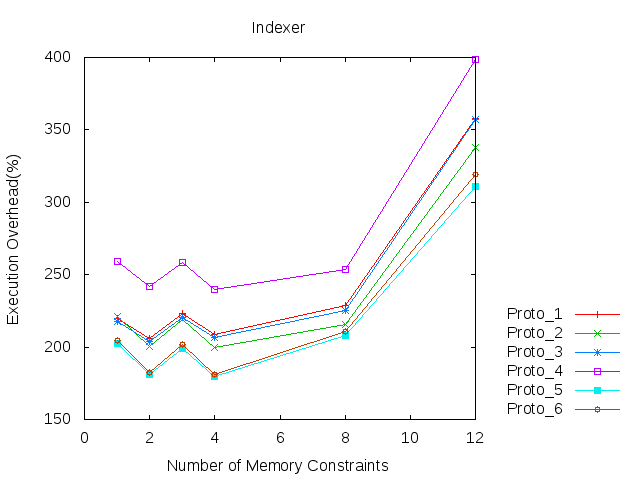 Indexer
Execution Overhead(%)
400
350
300
250
200
150
0 2 4 6 8 10 12
Number of Memory Constraints
Proto_1
Proto_2
Proto_3
Proto_4
Proto_5
Proto_6